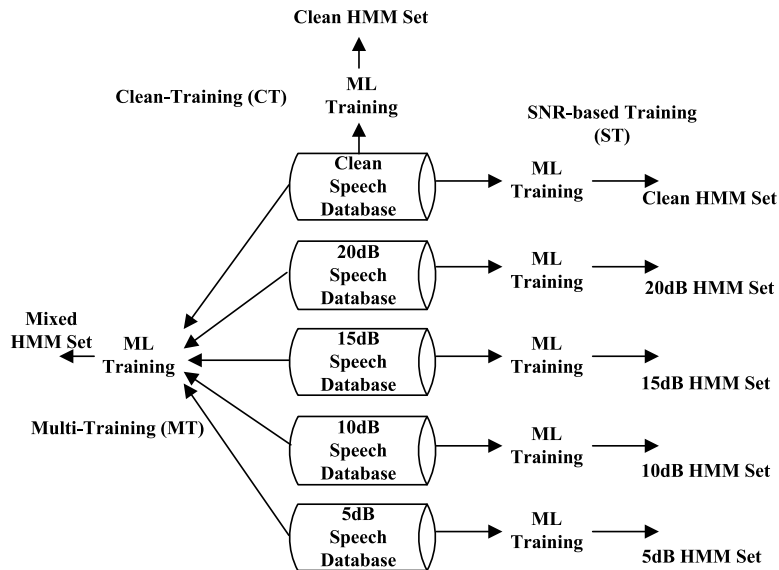 Clean HMM Set
ML
Training
Clean-Training (CT)
SNR-based Training
(ST)
Clean
Speech
Database
ML
Training
Clean HMM Set
20dB
Speech
Database
ML
Training
20dB HMM Set
Mixed
HMM Set
ML
Training
15dB
Speech
Database
ML
Training
15dB HMM Set
Multi-Training (MT)
10dB
Speech
Database
ML
Training
10dB HMM Set
5dB
Speech
Database
ML
Training
5dB HMM Set